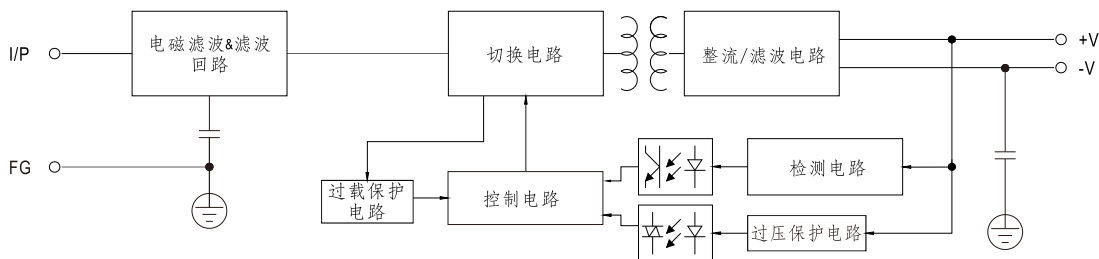 I/P
电磁滤波&滤波
回路
切换电路
整流/滤波电路
+V
-V
FG
过载保护
电路
控制电路
检测电路
过压保护电路